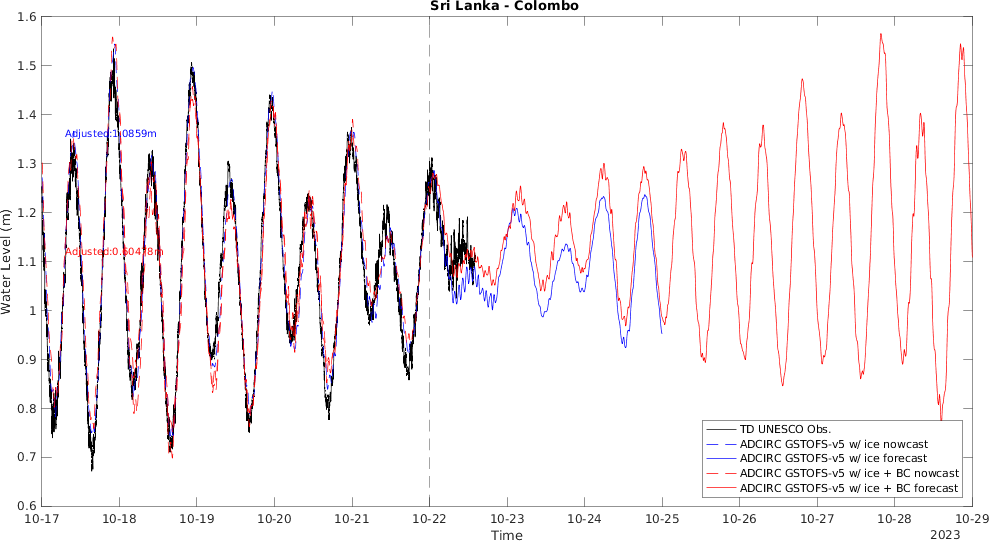 Sri Lanka - Colombo
1.6
1.5
1.4
1.3
1.2
1.1
1
0.9
0.8
0.7
0.6
Water Level (m)
Adjusted:1.0859m
TD UNESCO Obs.
ADCIRC GSTOFS-v5 w/ ice nowcast
ADCIRC GSTOFS-v5 w/ ice forecast
ADCIRC GSTOFS-v5 w/ ice + BC nowcast
ADCIRC GSTOFS-v5 w/ ice + BC forecast
10-17 10-18 10-19 10-20 10-21 10-22 10-23 10-24 10-25 10-26 10-27 10-28 10-29
Time
2023